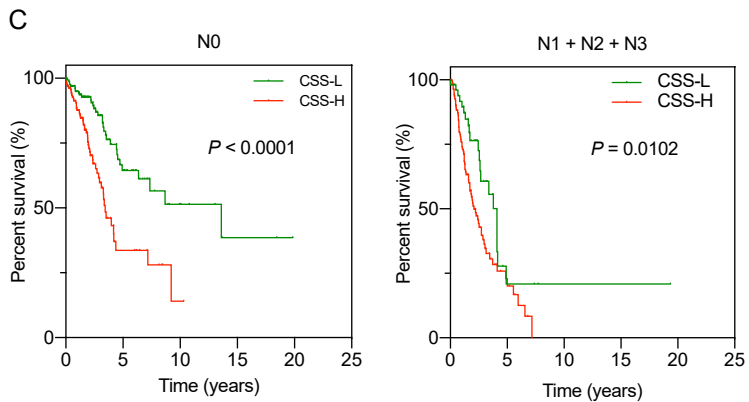 C
N0
CSS-L
CSS-H
P < 0.0001
Percent survival (%)
100
50
0
0 5 10 15 20 25
Time (years)
N1 + N2 + N3
CSS-L
CSS-H
P = 0.0102
Percent survival (%)
100
50
0
0 5 10 15 20 25
Time (years)